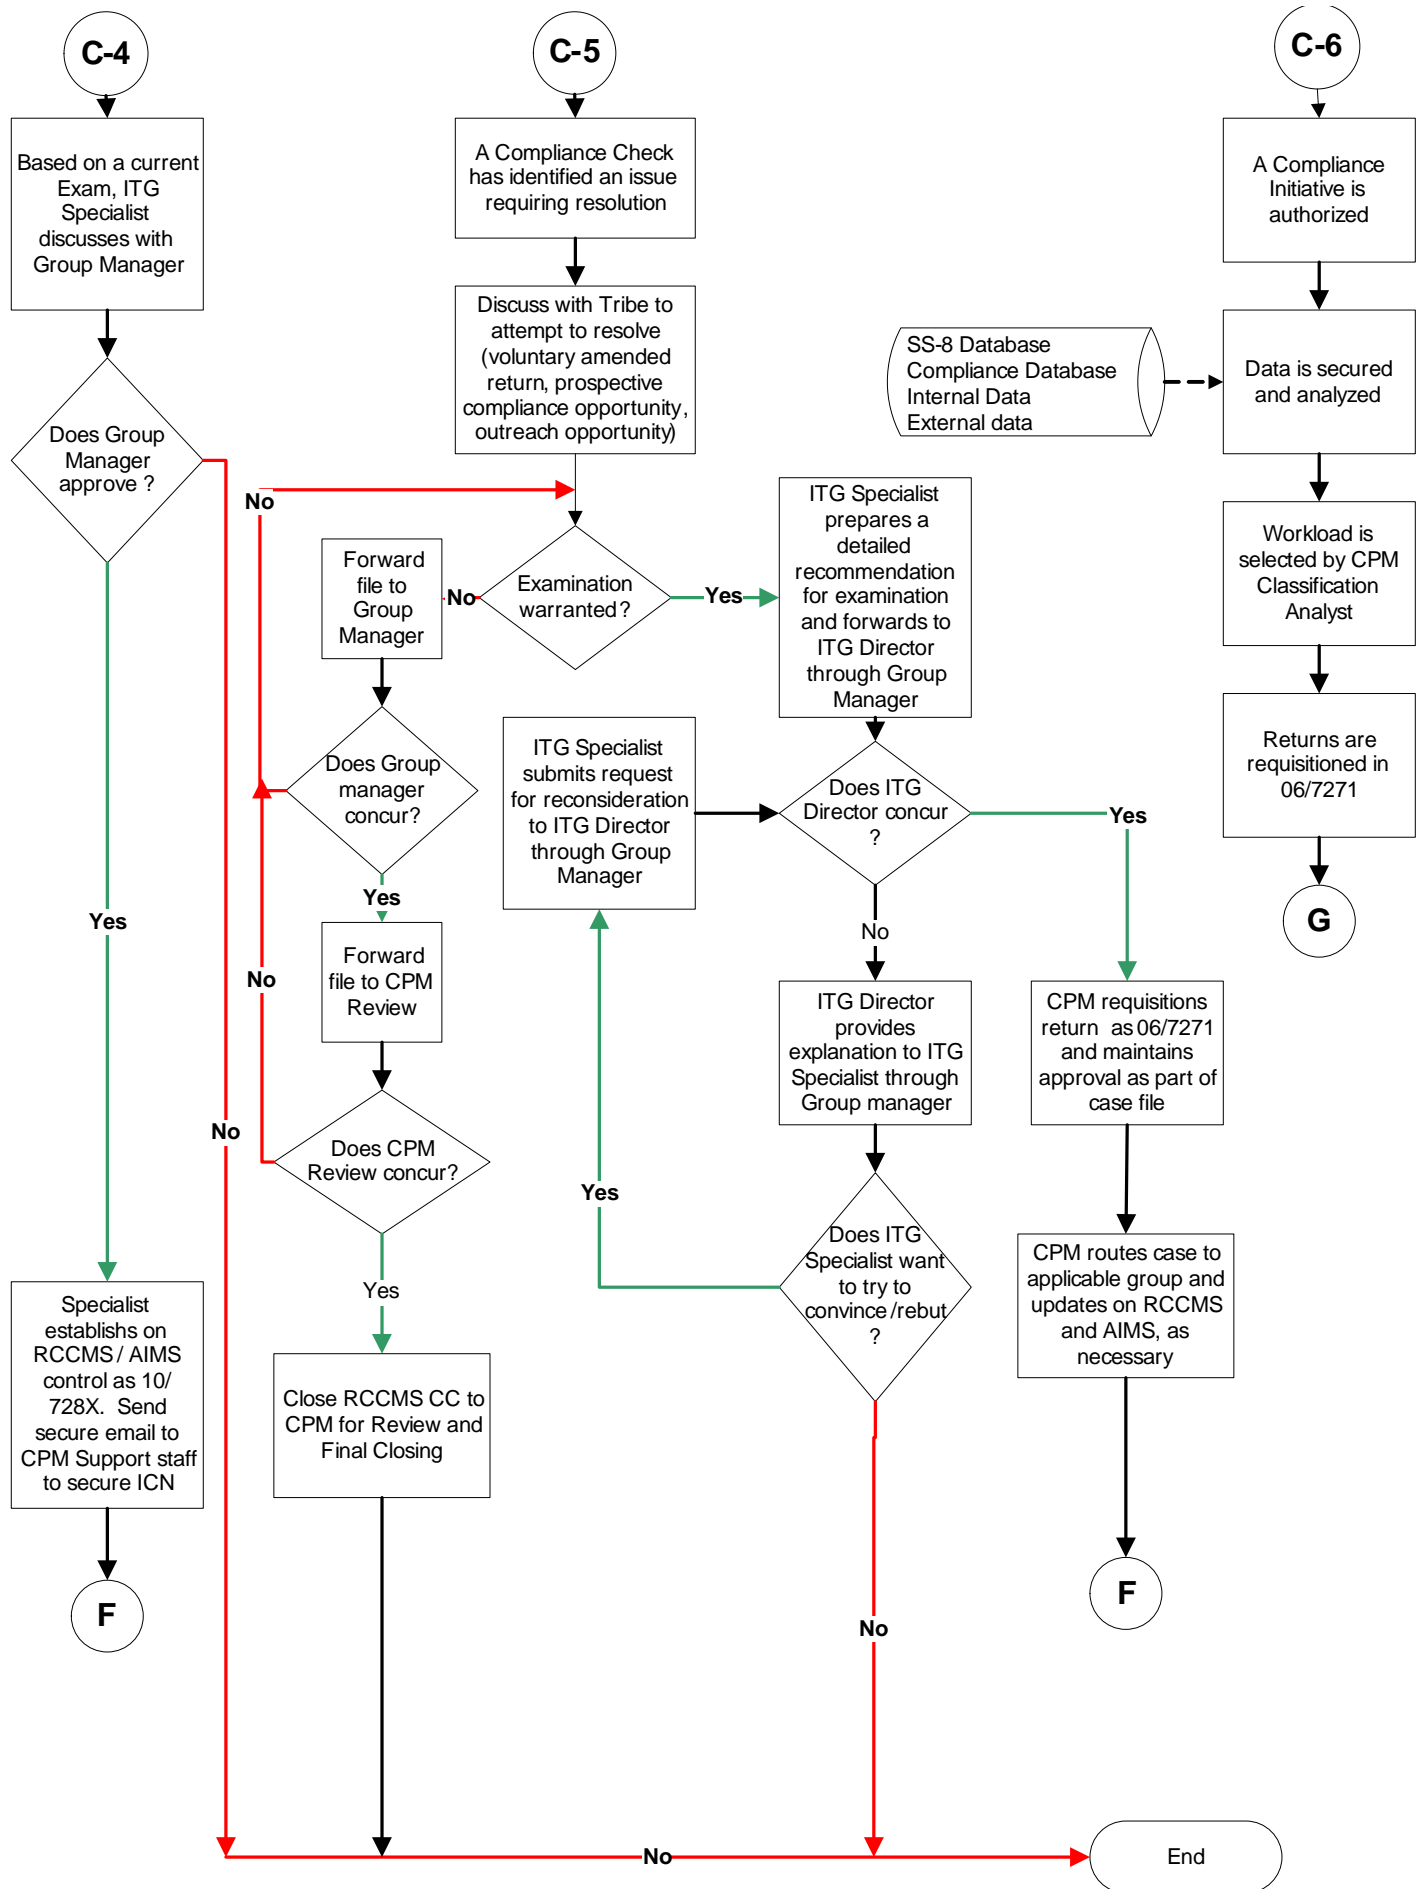 C-4
Based on a current
Exam, ITG
Specialist
discusses with
Group Manager
Does Group
Manager
approve ?
No
Yes
No
Specialist
establishs on
RCCMS / AIMS
control as 10/
728X.  Send
secure email to
CPM Support staff
to secure ICN
F
C-5
A Compliance Check
has identified an issue
requiring resolution
Discuss with Tribe to
attempt to resolve
(voluntary amended
return, prospective
compliance opportunity,
outreach opportunity)
Examination
warranted?
No
Yes
Forward
file to
Group
Manager
Does Group
manager
concur?
Yes
No
Forward
file to CPM
Review
Does CPM
Review concur?
Yes
Close RCCMS CC to
CPM for Review and
Final Closing
ITG Specialist
prepares a
detailed
recommendation
for examination
and forwards to
ITG Director
through Group
Manager
ITG Specialist
submits request
for reconsideration
to ITG Director
through Group
Manager
Does ITG
Director concur
?
Yes
No
ITG Director
provides
explanation to ITG
Specialist through
Group manager
Does ITG
Specialist want
to try to
convince/rebut
?
Yes
No
CPM requisitions
return  as 06/7271
and maintains
approval as part of
case file
CPM routes case to
applicable group and
updates on RCCMS
and AIMS, as
necessary
F
C-6
A Compliance
Initiative is
authorized
SS-8 Database
Compliance Database
Internal Data
External data
Data is secured
and analyzed
Workload is
selected by CPM
Classification
Analyst
Returns are
requisitioned in
06/7271
G
No
End